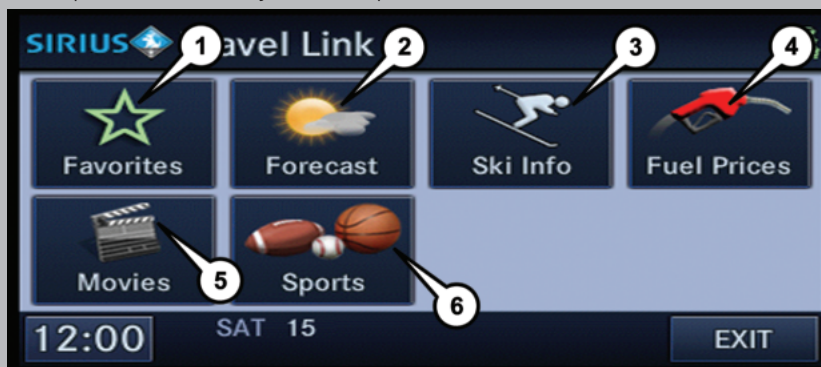 SIRIUS 1 avel Link 2 3 4
Favorites Forecast Ski Info Fuel Prices
Movies 5 Sports 6
12:00 SAT 15 EXIT